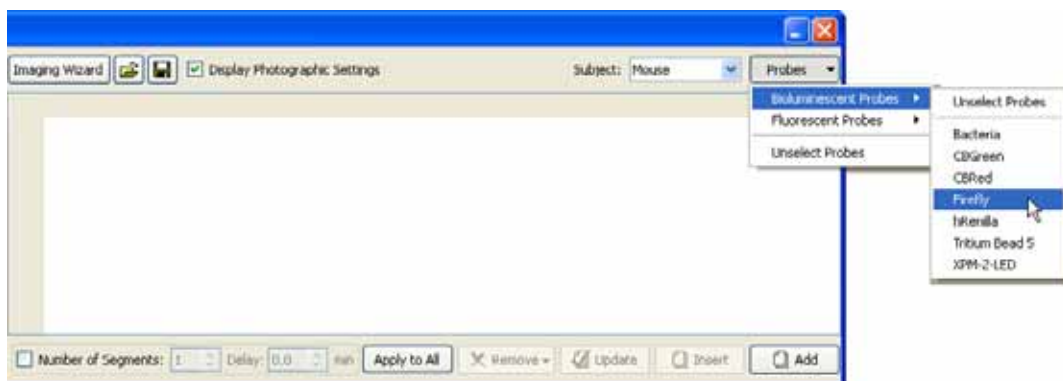 Imaging Wizard Display Photographic Settings Subject: Mouse Probes
Bioluminescent Probes
Fluorescent Probes
Unselect Probes
Unselect Probes
Bacteria
CBGreen
CBRed
Firefly
hRenilla
Tritium Bead S
XPM-2-LED
Number of Segments: 1 Delay: 0.0 min Apply to All Remove Update Insert Add